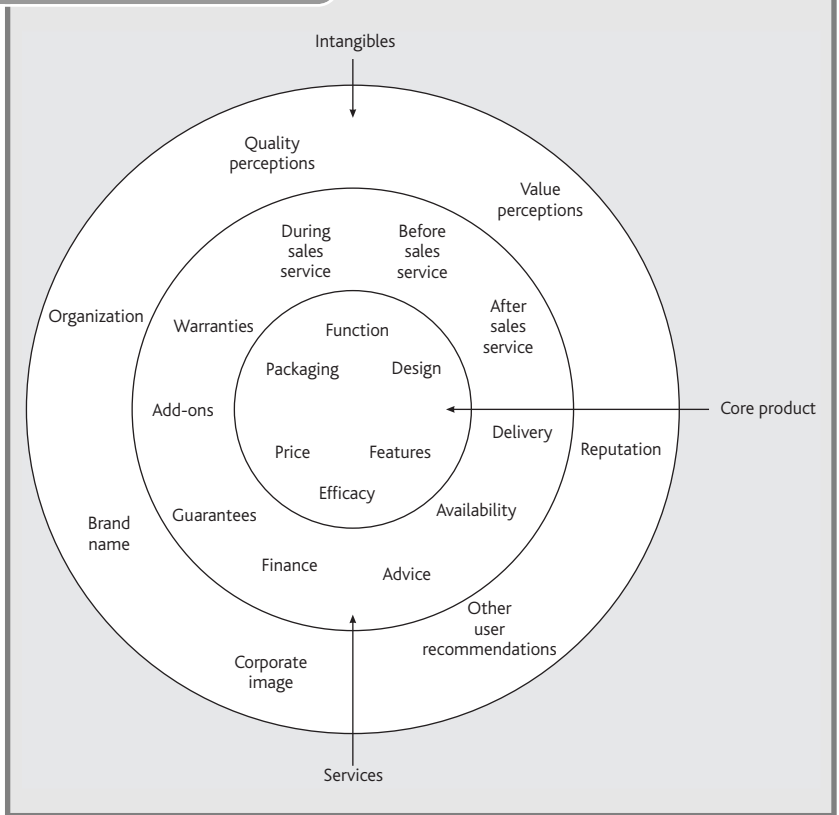 Intangibles
Quality
perceptions
Value
perceptions
During
sales
service
Before
sales
service
After
sales
service
Organization
Warranties
Function
Packaging
Design
Add-ons
Core product
Delivery
Reputation
Price
Features
Efficacy
Guarantees
Availability
Brand
name
Finance
Advice
Other
user
recommendations
Corporate
image
Services